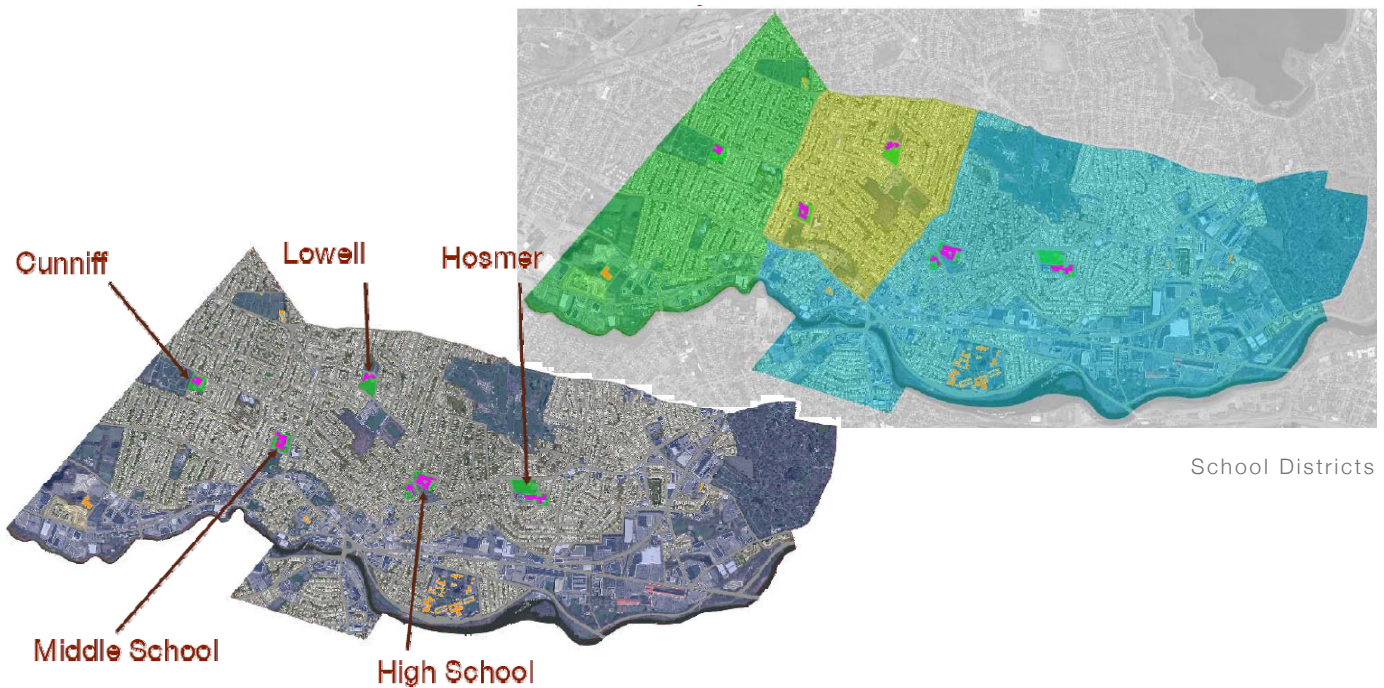 Lowell
Cunniff
Hosmer
School Districts
Middle School
High School